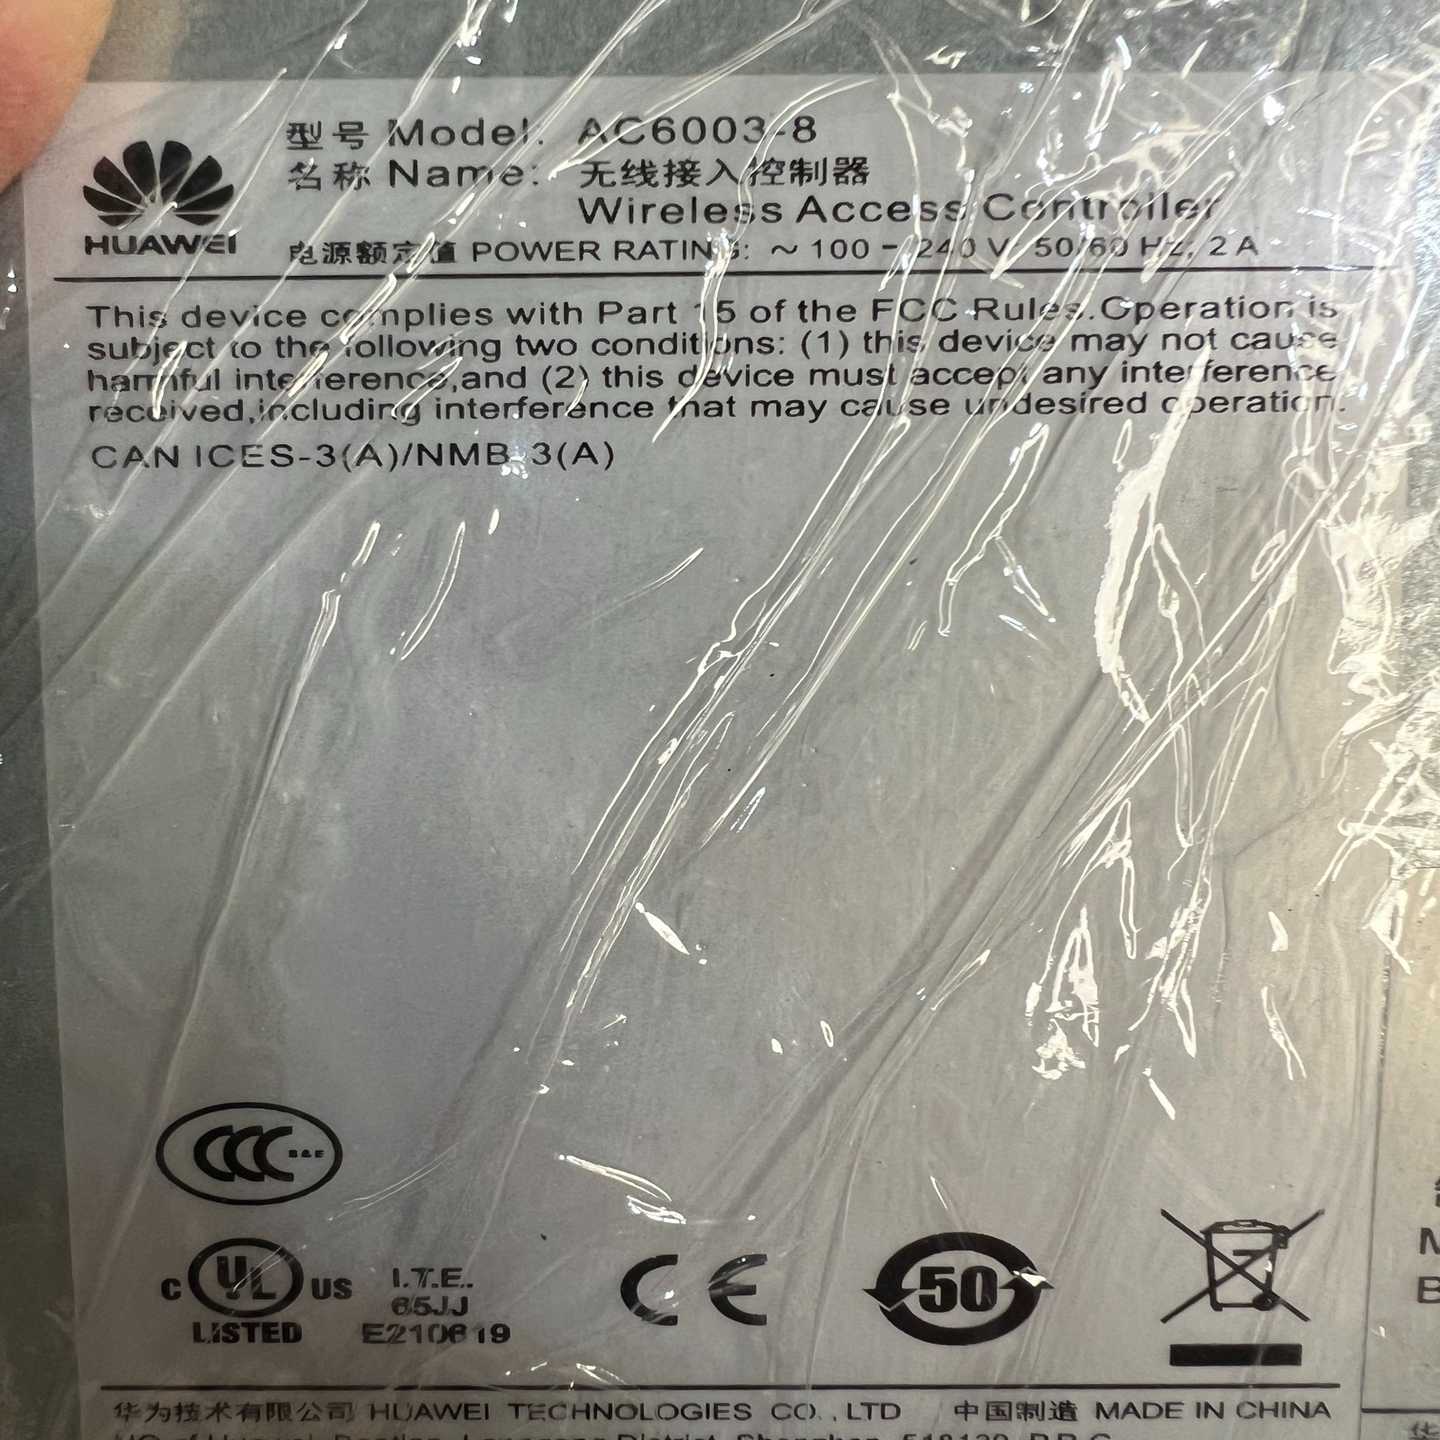 HUAWEI
型号 Model: AC6003-8
名称 Name: 无线接入控制器
Wireless Access Controller
电源额定值 POWER RATING: ～100 - 240 V; 50/60 Hz; 2 A
This device complies with Part 15 of the FCC Rules.Operation is
subject to the following two conditions: (1) this device may not cause
harmful interference,and (2) this device must accept any interference
received,including interference that may cause undesired operation.
CAN ICES-3(A)/NMB-3(A)
CCC S&E
C UL US
LISTED
I.T.E.
65JJ
E210619
CE
50
华为技术有限公司 HUAWEI TECHNOLOGIES CO.,LTD 中国制造 MADE IN CHINA